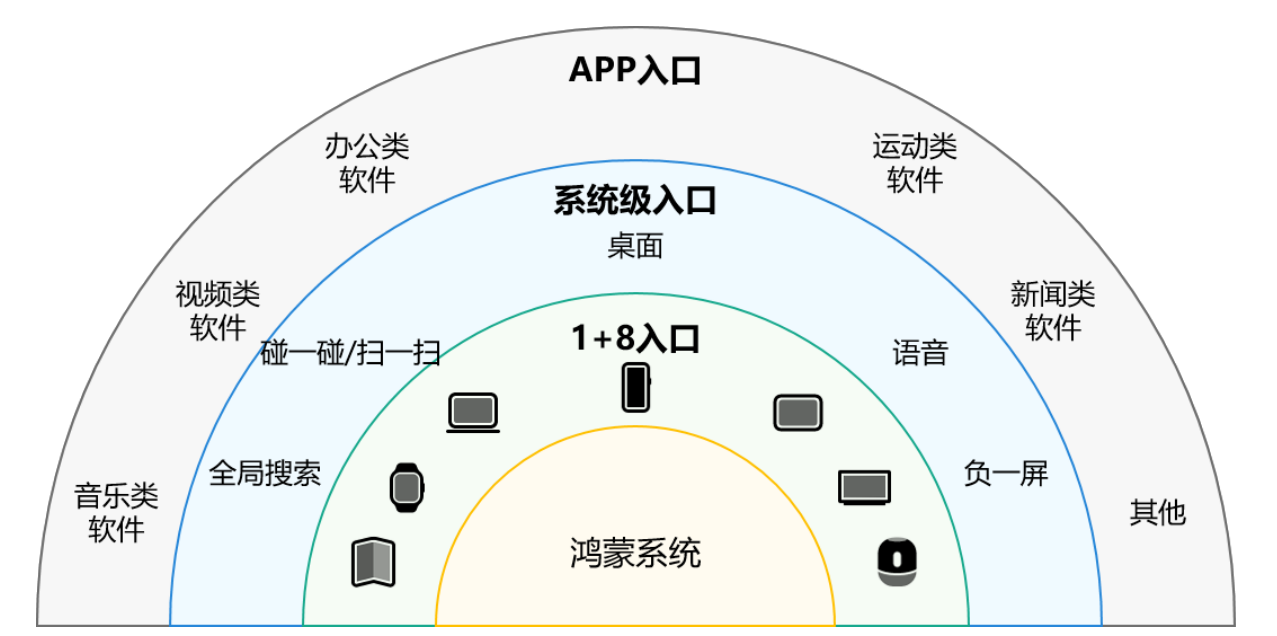 APP入口
办公类
软件
运动类
软件
系统级入口
桌面
视频类
软件
新闻类
软件
1+8入口
碰一碰/扫一扫
语音
全局搜索
负一屏
音乐类
软件
其他
鸿蒙系统